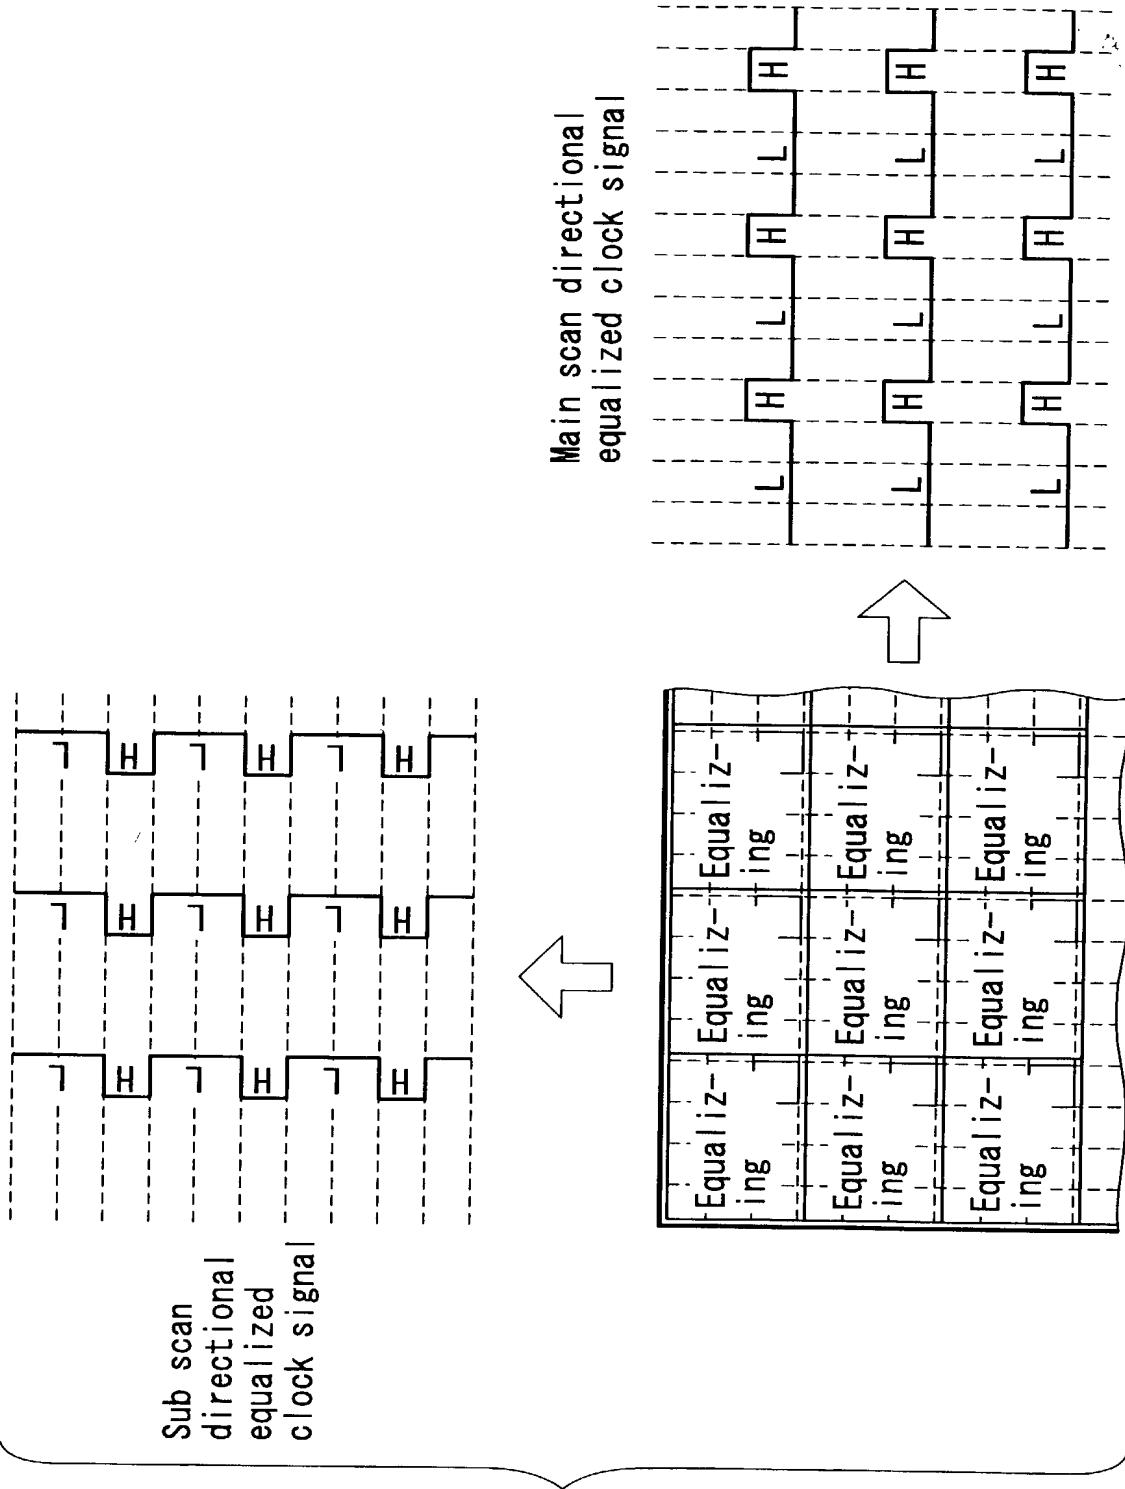 Sub scan
directional
equalized
clock signal
L L L
H H H
L L L
H H H
L L L
H H H
Main scan directional
equalized clock signal
Equaliz-
ing
Equaliz-
ing
Equaliz-
ing
L H L H L H
Equaliz-
ing
Equaliz-
ing
Equaliz-
ing
L H L H L H
Equaliz-
ing
Equaliz-
ing
Equaliz-
ing
L H L H L H